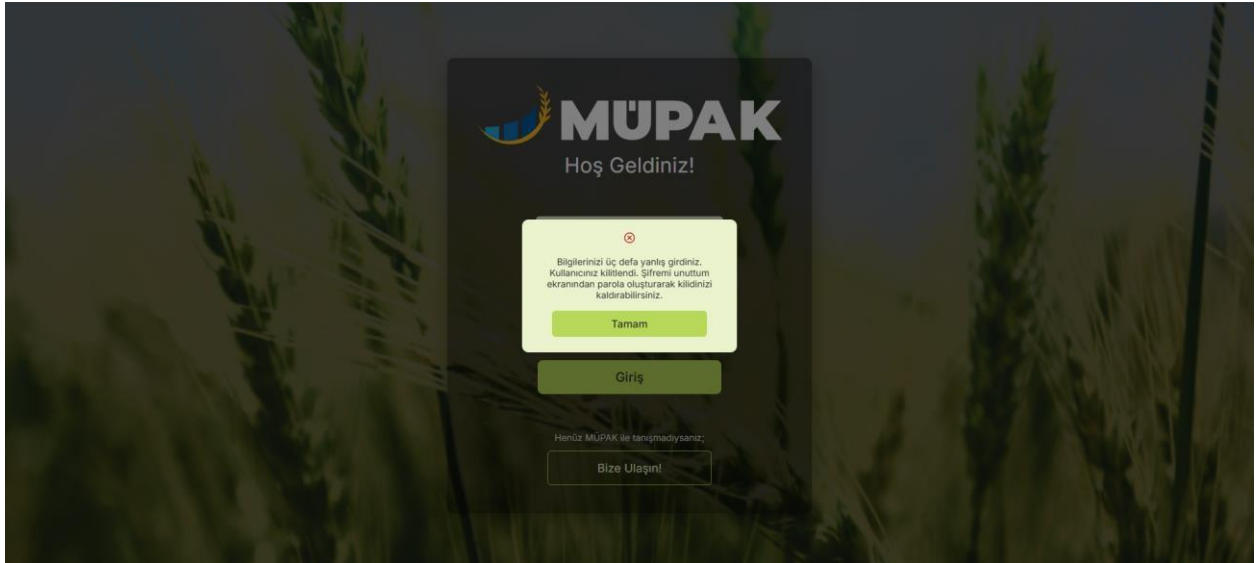 MÜPAK
Hoş Geldiniz!
Bilgilerinizi üç defa yanlış girdiniz.
Kullanıcınız kilitlendi. Şifremi unuttum
ekranından parola oluşturarak kilidinizi
kaldırabilirsiniz.
Tamam
Giriş
Henüz MÜPAK ile tanışmadıysanız;
Bize Ulaşın!